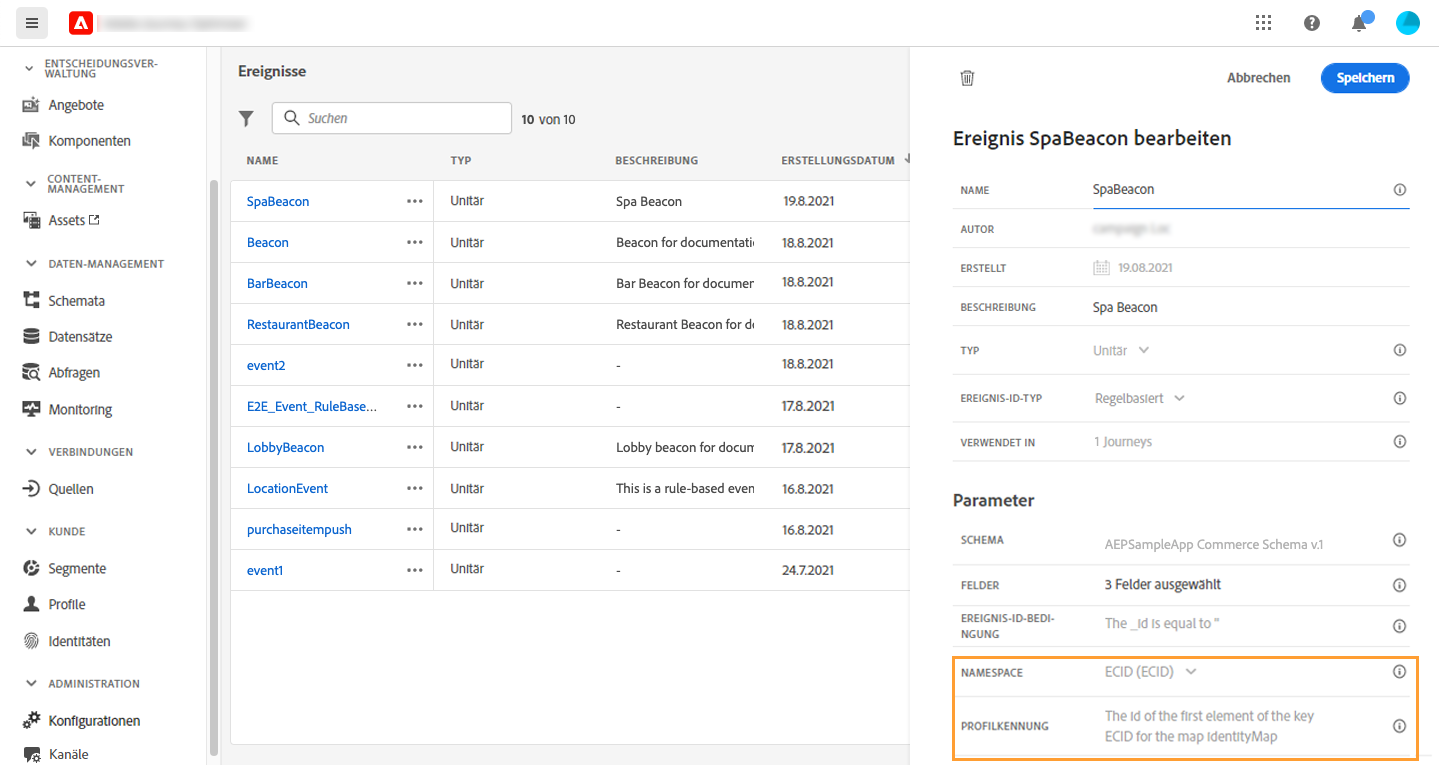 ENTSCHEIDUNGSVER-
WALTUNG
Angebote
Komponenten
CONTENT-
MANAGEMENT
Assets
DATEN-MANAGEMENT
Schemata
Datensätze
Abfragen
Monitoring
VERBINDUNGEN
Quellen
KUNDE
Segmente
Profile
Identitäten
ADMINISTRATION
Konfigurationen
Kanäle
Ereignisse
Suchen
10 von 10
NAME TYP BESCHREIBUNG ERSTELLUNGSDATUM
SpaBeacon ••• Unitär Spa Beacon 19.8.2021
Beacon ••• Unitär Beacon for documentati 18.8.2021
BarBeacon ••• Unitär Bar Beacon for documen 18.8.2021
RestaurantBeacon ••• Unitär Restaurant Beacon for d 18.8.2021
event2 ••• Unitär - 18.8.2021
E2E_Event_RuleBase... ••• Unitär - 17.8.2021
LobbyBeacon ••• Unitär Lobby beacon for docum 17.8.2021
LocationEvent ••• Unitär This is a rule-based even 16.8.2021
purchaseitempush ••• Unitär - 16.8.2021
event1 ••• Unitär - 24.7.2021
Abbrechen
Speichern
Ereignis SpaBeacon bearbeiten
NAME SpaBeacon
AUTOR
ERSTELLT 19.08.2021
BESCHREIBUNG Spa Beacon
TYP Unitär
EREIGNIS-ID-TYP Regelbasiert
VERWENDET IN 1 Journeys
Parameter
SCHEMA AEPSampleApp Commerce Schema v.1
FELDER 3 Felder ausgewählt
EREIGNIS-ID-BEDI-
NGUNG The _id is equal to ''
NAMESPACE ECID (ECID)
PROFILKENNUNG The id of the first element of the key
ECID for the map identityMap